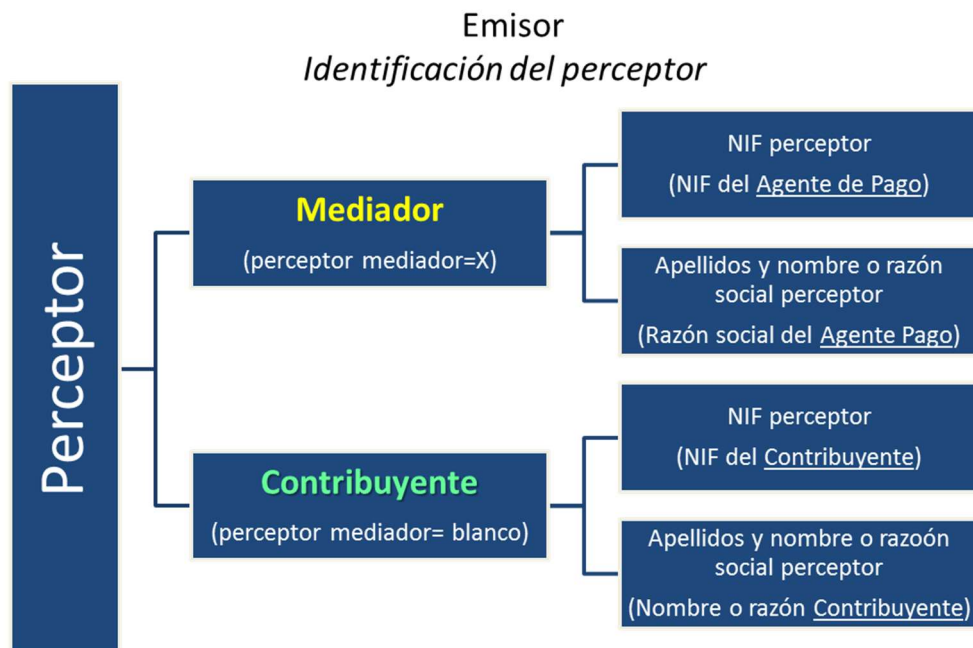 Emisor
Identificación del perceptor
Perceptor
Mediador
(perceptor mediador=X)
NIF perceptor
(NIF del Agente de Pago)
Apellidos y nombre o razón
social perceptor
(Razón social del Agente Pago)
Contribuyente
(perceptor mediador= blanco)
NIF perceptor
(NIF del Contribuyente)
Apellidos y nombre o razoón
social perceptor
(Nombre o razón Contribuyente)